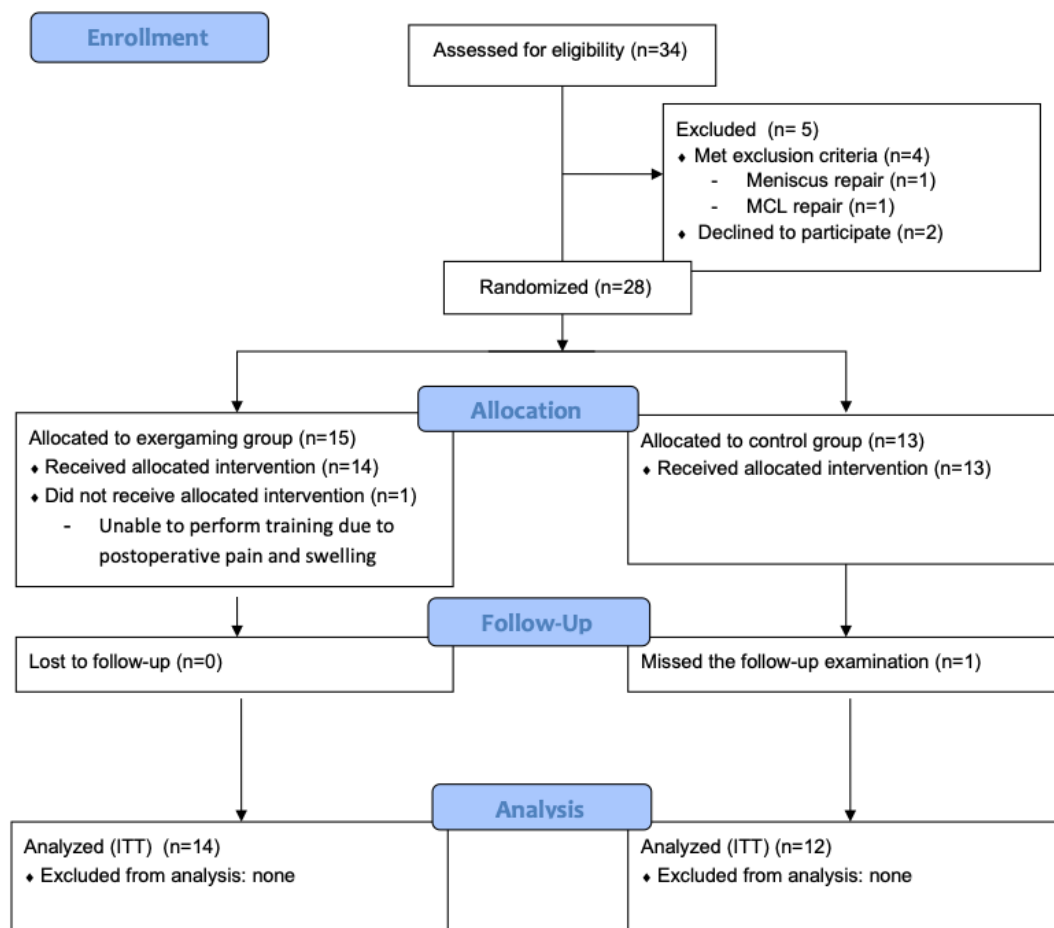 Enrollment
Assessed for eligibility (n=34)
Excluded (n= 5)
♦ Met exclusion criteria (n=4)
- Meniscus repair (n=1)
- MCL repair (n=1)
♦ Declined to participate (n=2)
Randomized (n=28)
Allocation
Allocated to exergaming group (n=15)
♦ Received allocated intervention (n=14)
♦ Did not receive allocated intervention (n=1)
- Unable to perform training due to
postoperative pain and swelling
Allocated to control group (n=13)
♦ Received allocated intervention (n=13)
Follow-Up
Lost to follow-up (n=0)
Missed the follow-up examination (n=1)
Analysis
Analyzed (ITT) (n=14)
♦ Excluded from analysis: none
Analyzed (ITT) (n=12)
♦ Excluded from analysis: none